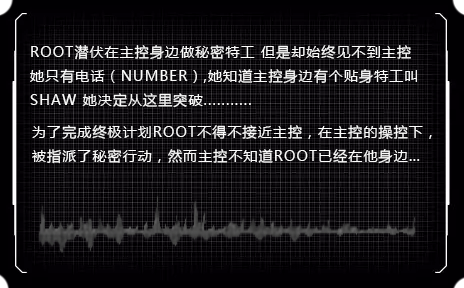 ROOT潜伏在主控身边做秘密特工 但是却始终见不到主控
她只有电话（NUMBER）,她知道主控身边有个贴身特工叫
SHAW 她决定从这里突破...........
为了完成终极计划ROOT不得不接近主控，在主控的操控下，
被指派了秘密行动，然而主控不知道ROOT已经在他身边...